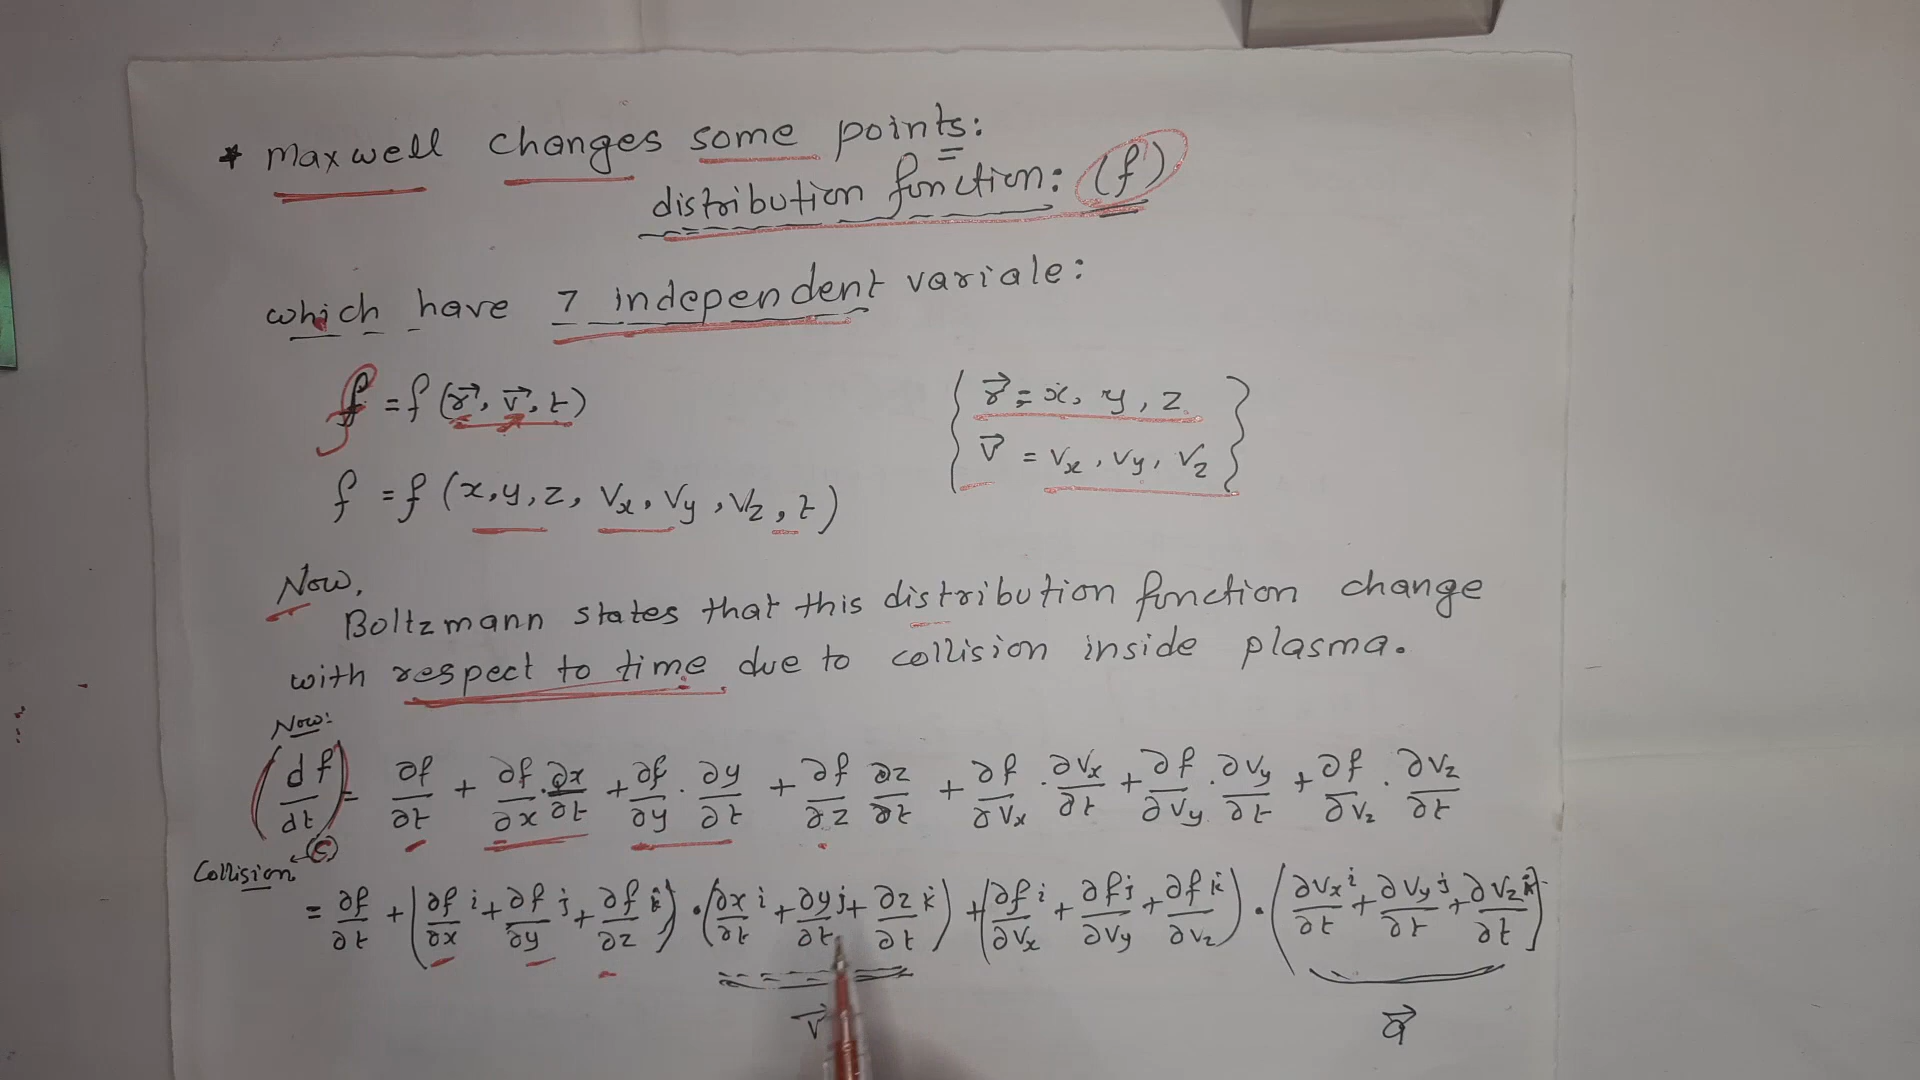 * Maxwell changes some points:
distribution function: (f)
which have 7 independent variale:
f = f (r⃗, v⃗, t)
{ r⃗ = x, y, z
v⃗ = Vx, Vy, Vz }
f = f (x, y, z, Vx, Vy, Vz, t)
Now,
Boltzmann states that this distribution function change
with respect to time due to collision inside plasma.
Now:
(df/dt)c = ∂f/∂t + ∂f/∂x · ∂x/∂t + ∂f/∂y · ∂y/∂t + ∂f/∂z ∂z/∂t + ∂f/∂Vx · ∂Vx/∂t + ∂f/∂Vy · ∂Vy/∂t + ∂f/∂Vz · ∂Vz/∂t
Collision ←
= ∂f/∂t + (∂f/∂x i + ∂f/∂y j + ∂f/∂z k) · (∂x/∂t i + ∂y/∂t j + ∂z/∂t k) + (∂f/∂Vx i + ∂f/∂Vy j + ∂f/∂Vz k) · (∂Vx/∂t i + ∂Vy/∂t j + ∂Vz/∂t k)
v⃗ a⃗